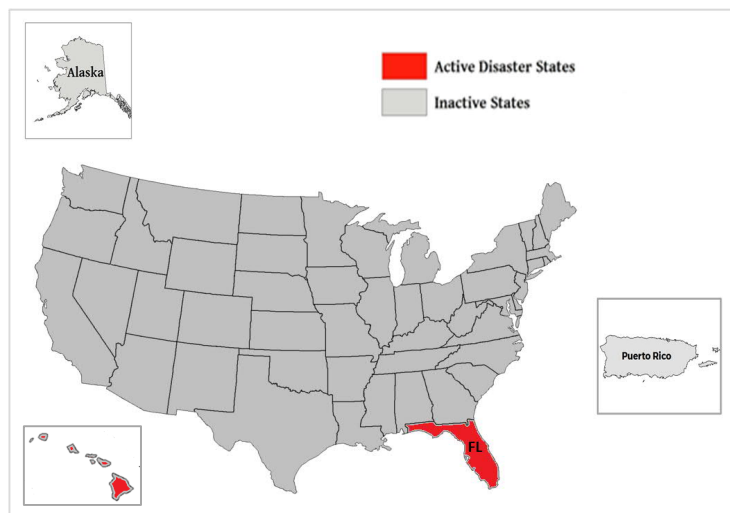 Alaska
Active Disaster States
Inactive States
Puerto Rico
FL